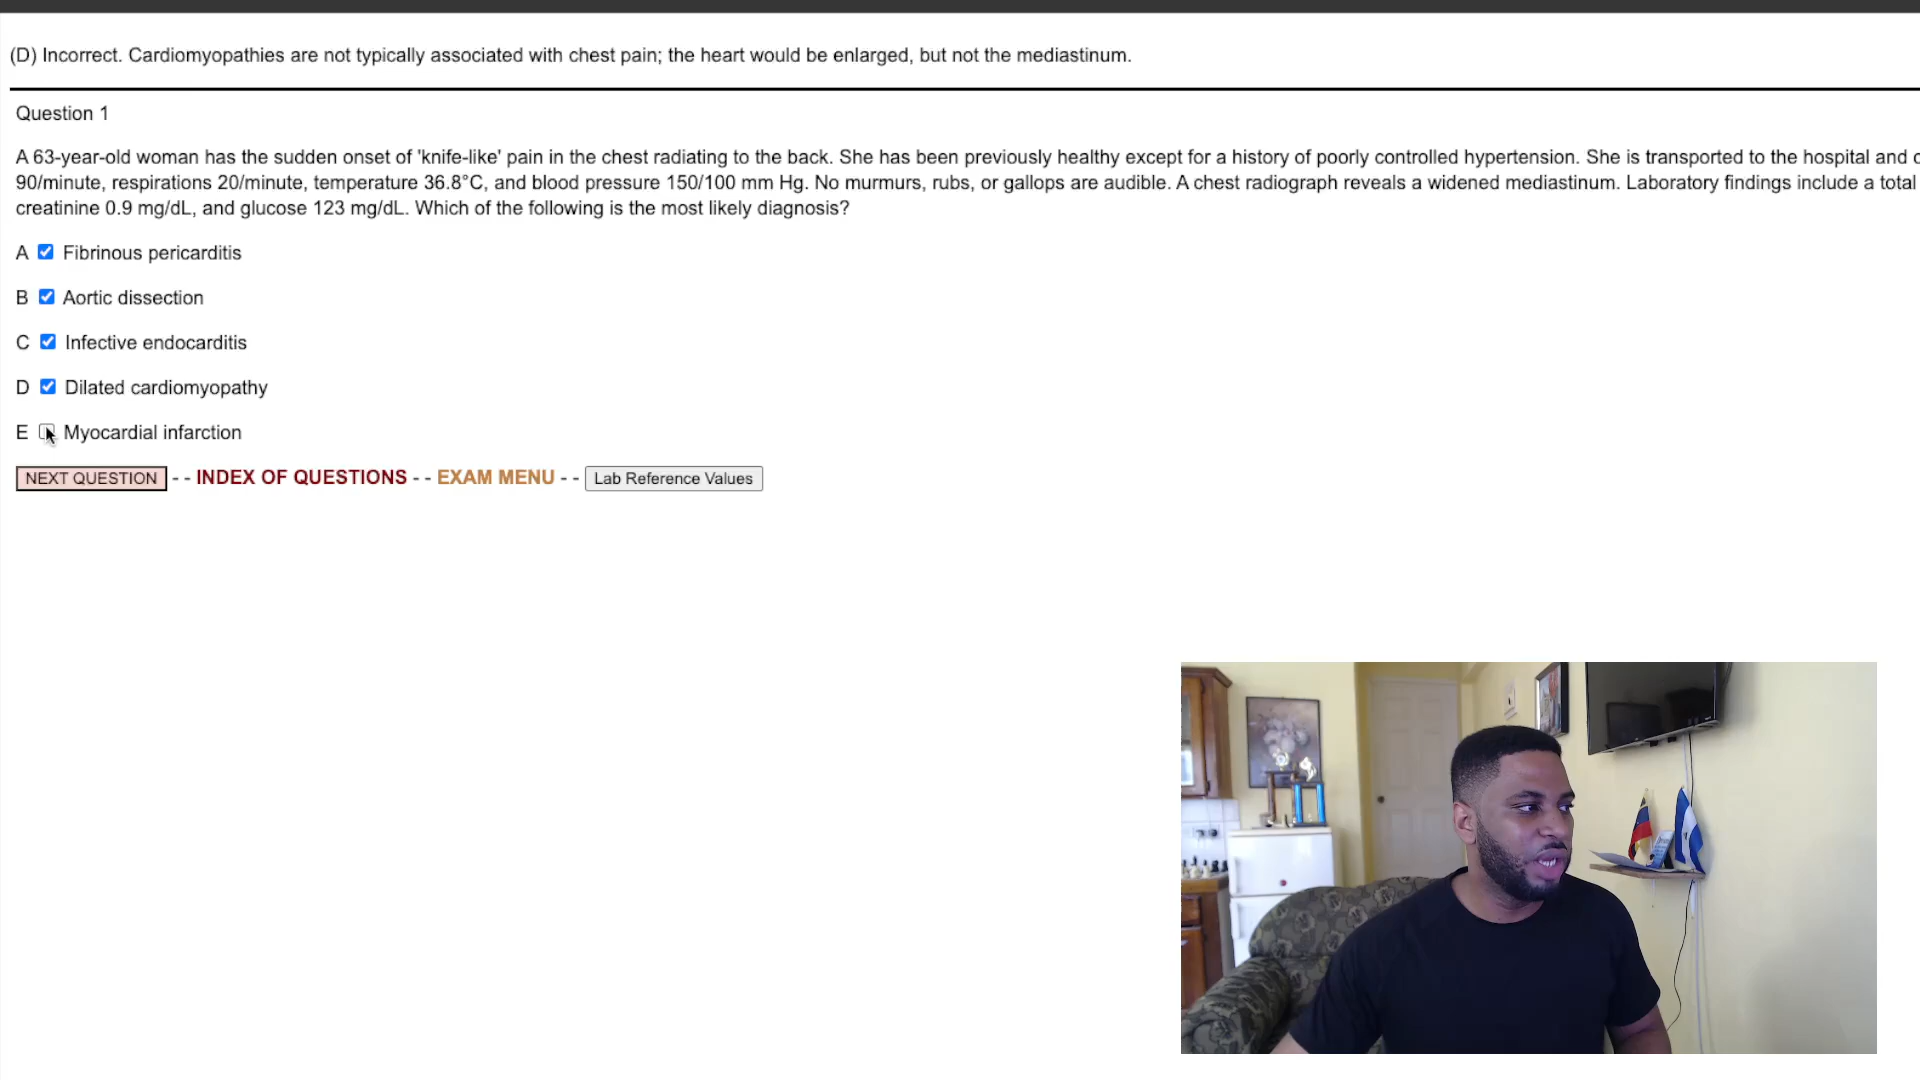 (D) Incorrect. Cardiomyopathies are not typically associated with chest pain; the heart would be enlarged, but not the mediastinum.
Question 1
A 63-year-old woman has the sudden onset of 'knife-like' pain in the chest radiating to the back. She has been previously healthy except for a history of poorly controlled hypertension. She is transported to the hospital and
90/minute, respirations 20/minute, temperature 36.8°C, and blood pressure 150/100 mm Hg. No murmurs, rubs, or gallops are audible. A chest radiograph reveals a widened mediastinum. Laboratory findings include a total
creatinine 0.9 mg/dL, and glucose 123 mg/dL. Which of the following is the most likely diagnosis?
A Fibrinous pericarditis
B Aortic dissection
C Infective endocarditis
D Dilated cardiomyopathy
E Myocardial infarction
NEXT QUESTION -- INDEX OF QUESTIONS -- EXAM MENU -- Lab Reference Values